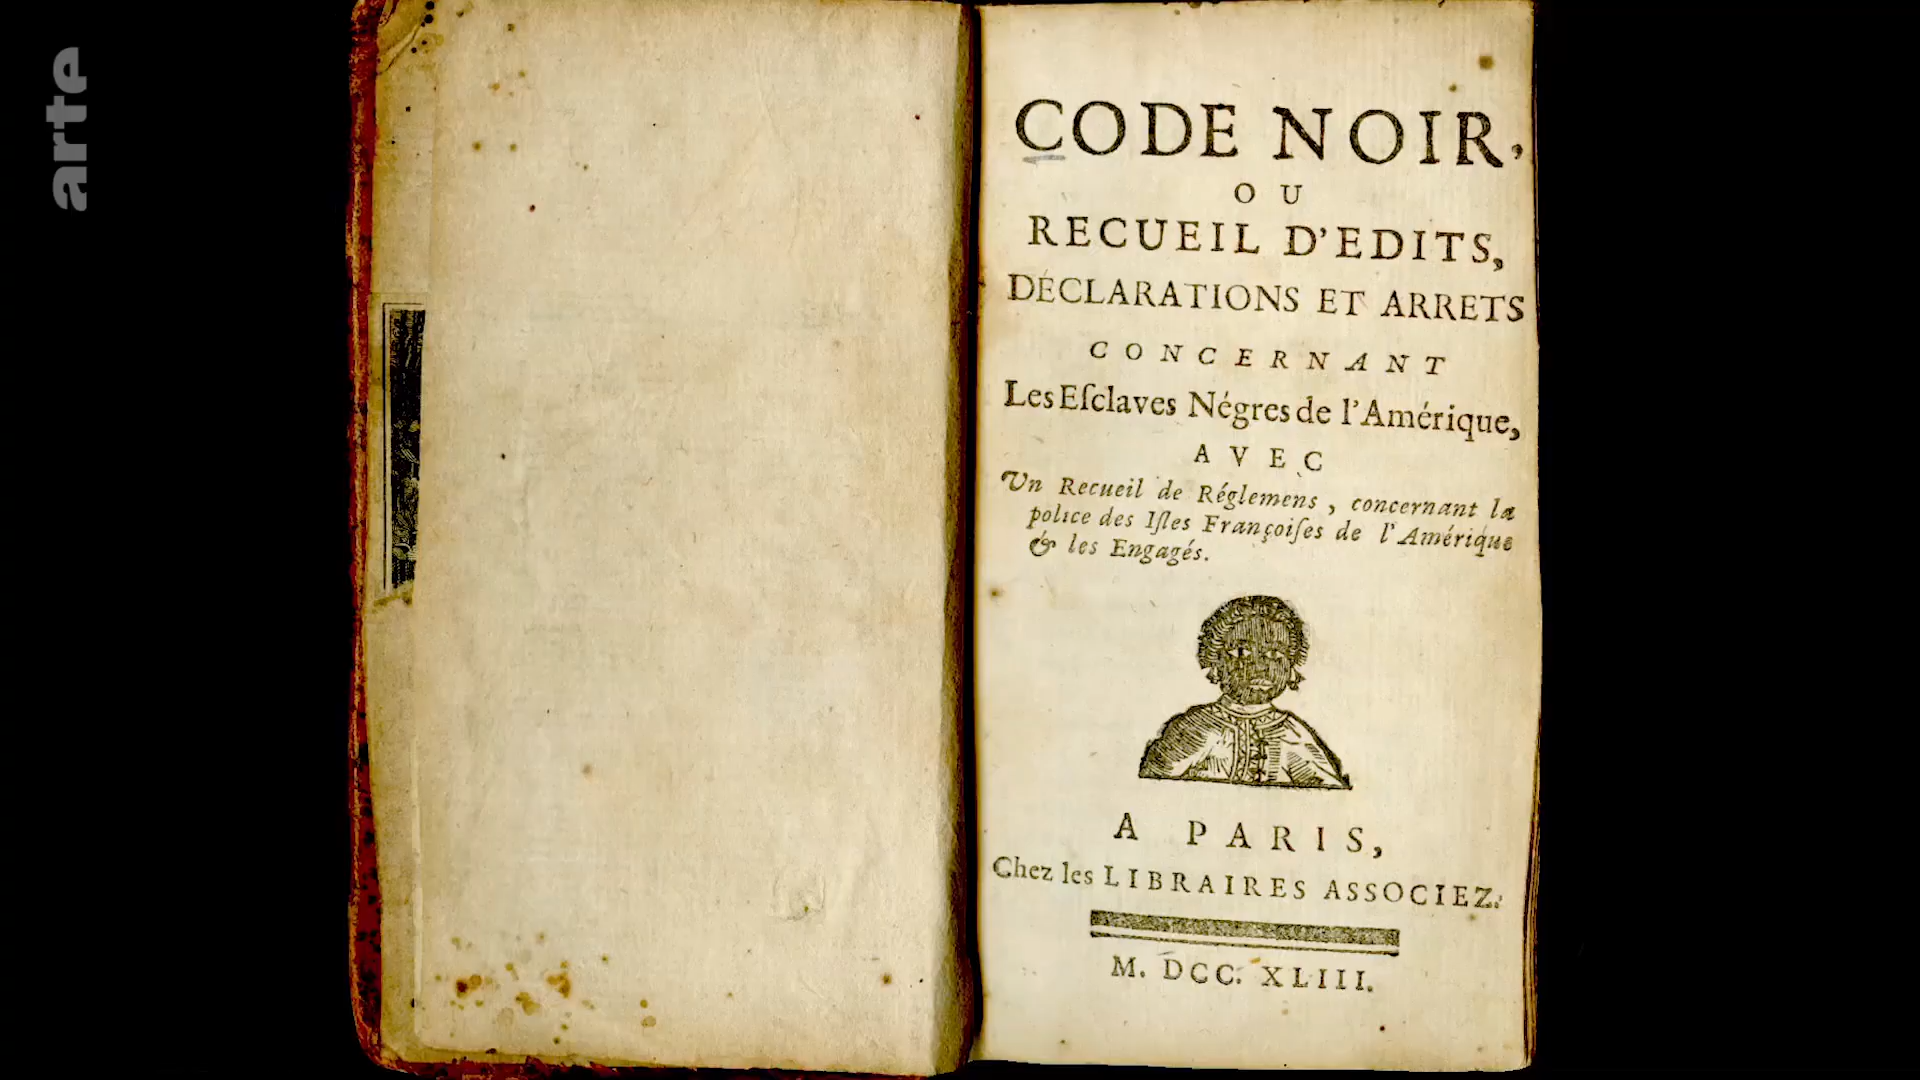 arte
CODE NOIR,
OU
RECUEIL D'EDITS,
DÉCLARATIONS ET ARRETS
CONCERNANT
Les Eſclaves Négres de l'Amérique,
AVEC
Un Recueil de Réglemens, concernant la
police des Iſles Françoiſes de l'Amérique
& les Engagés.
A PARIS,
Chez les LIBRAIRES ASSOCIEZ.
M. DCC. XLIII.